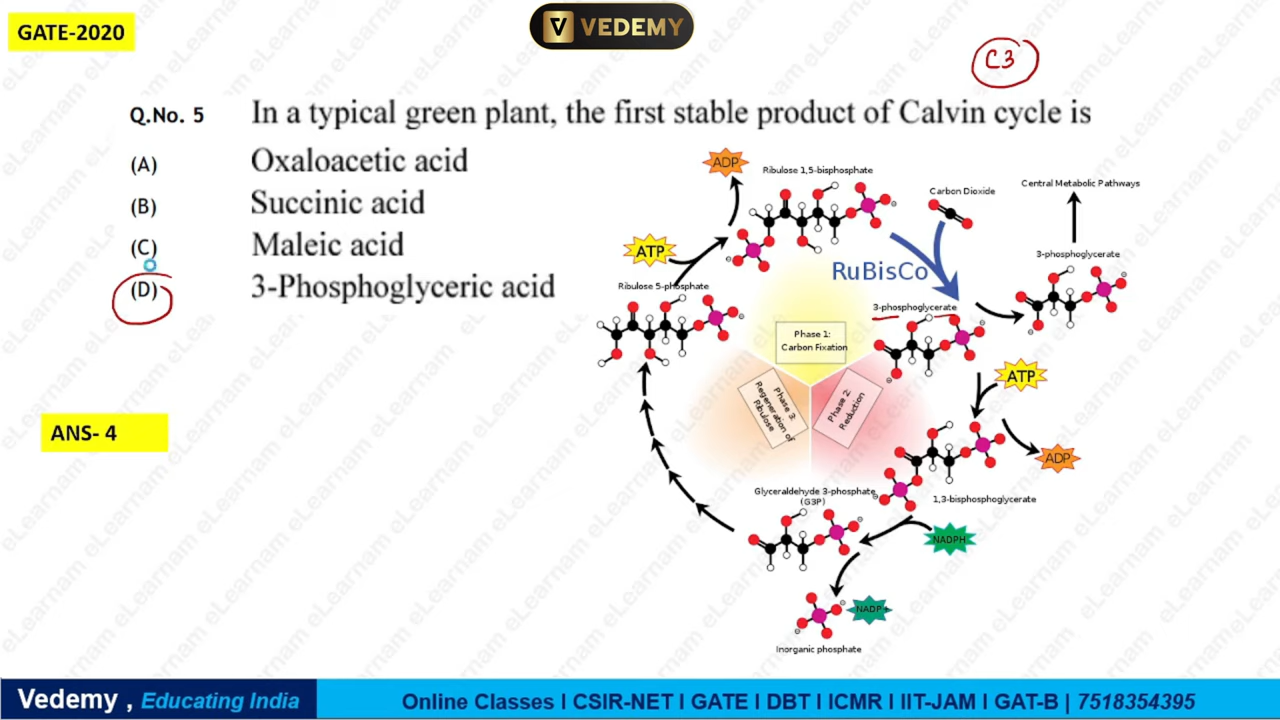 GATE-2020
VEDEMY
C3
Q.No. 5 In a typical green plant, the first stable product of Calvin cycle is
(A) Oxaloacetic acid
(B) Succinic acid
(C) Maleic acid
(D) 3-Phosphoglyceric acid
ANS- 4
ADP
Ribulose 1,5-bisphosphate
Carbon Dioxide
Central Metabolic Pathways
ATP
RuBisCo
3-phosphoglycerate
Ribulose 5-phosphate
3-phosphoglycerate
Phase 1:
Carbon Fixation
Phase 3:
Regeneration of
Ribulose
Phase 2:
Reduction
ATP
ADP
Glyceraldehyde 3-phosphate
(G3P)
1,3-bisphosphoglycerate
NADPH
NADP+
Inorganic phosphate
eLearnam
Vedemy , Educating India
Online Classes I CSIR-NET I GATE I DBT I ICMR I IIT-JAM I GAT-B | 7518354395